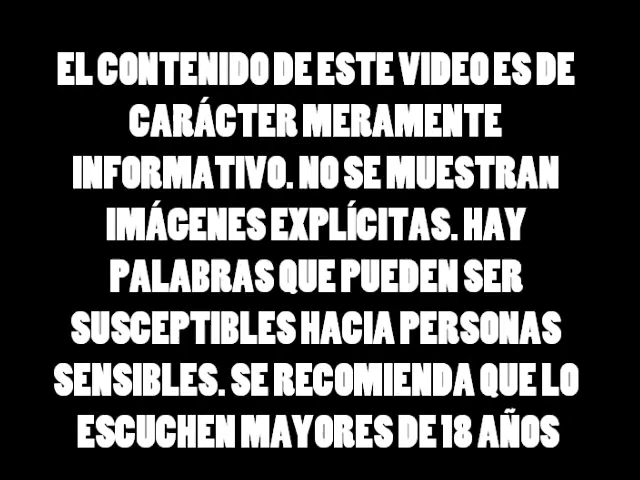 EL CONTENIDO DE ESTE VIDEO ES DE
CARÁCTER MERAMENTE
INFORMATIVO. NO SE MUESTRAN
IMÁGENES EXPLÍCITAS. HAY
PALABRAS QUE PUEDEN SER
SUSCEPTIBLES HACIA PERSONAS
SENSIBLES. SE RECOMIENDA QUE LO
ESCUCHEN MAYORES DE 18 AÑOS